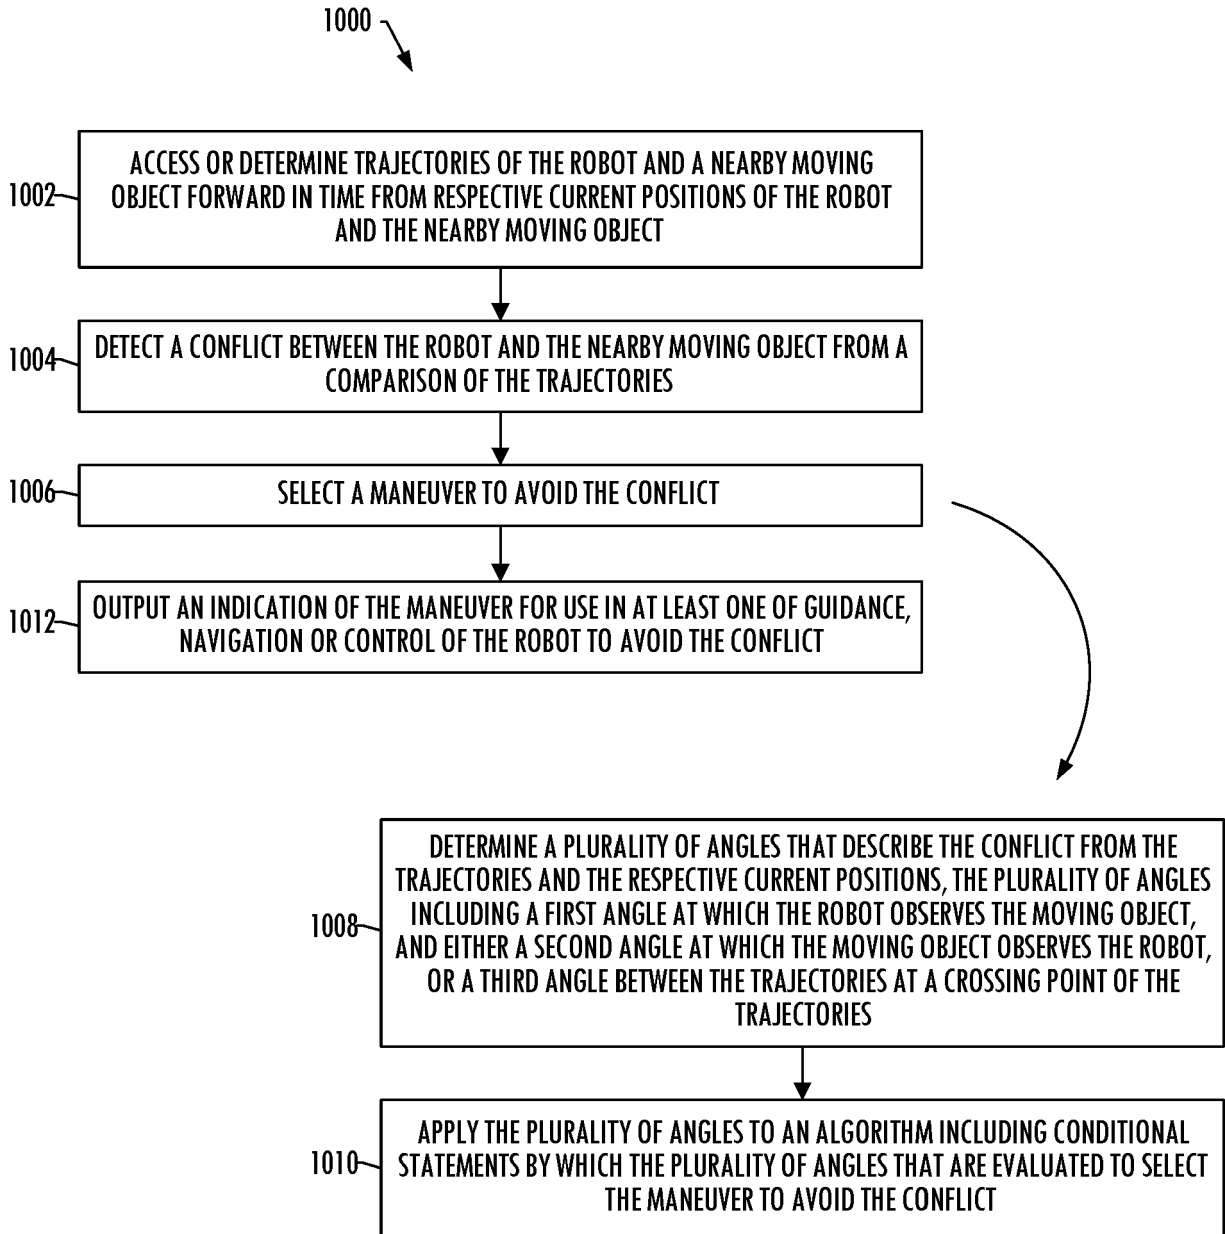 1000
1002
ACCESS OR DETERMINE TRAJECTORIES OF THE ROBOT AND A NEARBY MOVING
OBJECT FORWARD IN TIME FROM RESPECTIVE CURRENT POSITIONS OF THE ROBOT
AND THE NEARBY MOVING OBJECT
1004
DETECT A CONFLICT BETWEEN THE ROBOT AND THE NEARBY MOVING OBJECT FROM A
COMPARISON OF THE TRAJECTORIES
1006
SELECT A MANEUVER TO AVOID THE CONFLICT
1012
OUTPUT AN INDICATION OF THE MANEUVER FOR USE IN AT LEAST ONE OF GUIDANCE,
NAVIGATION OR CONTROL OF THE ROBOT TO AVOID THE CONFLICT
1008
DETERMINE A PLURALITY OF ANGLES THAT DESCRIBE THE CONFLICT FROM THE
TRAJECTORIES AND THE RESPECTIVE CURRENT POSITIONS, THE PLURALITY OF ANGLES
INCLUDING A FIRST ANGLE AT WHICH THE ROBOT OBSERVES THE MOVING OBJECT,
AND EITHER A SECOND ANGLE AT WHICH THE MOVING OBJECT OBSERVES THE ROBOT,
OR A THIRD ANGLE BETWEEN THE TRAJECTORIES AT A CROSSING POINT OF THE
TRAJECTORIES
1010
APPLY THE PLURALITY OF ANGLES TO AN ALGORITHM INCLUDING CONDITIONAL
STATEMENTS BY WHICH THE PLURALITY OF ANGLES THAT ARE EVALUATED TO SELECT
THE MANEUVER TO AVOID THE CONFLICT